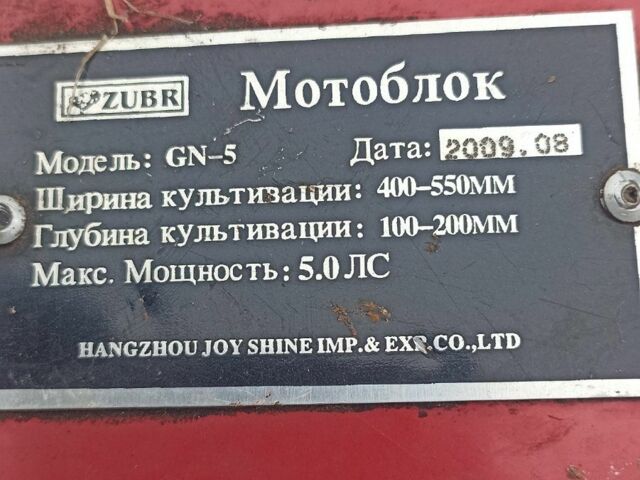 ZUBR Мотоблок
Модель: GN-5 Дата: 2009.08
Ширина культивации: 400-550ММ
Глубина культивации: 100-200ММ
Макс. Мощность: 5.0 ЛС
HANGZHOU JOY SHINE IMP.& EXP.CO.,LTD